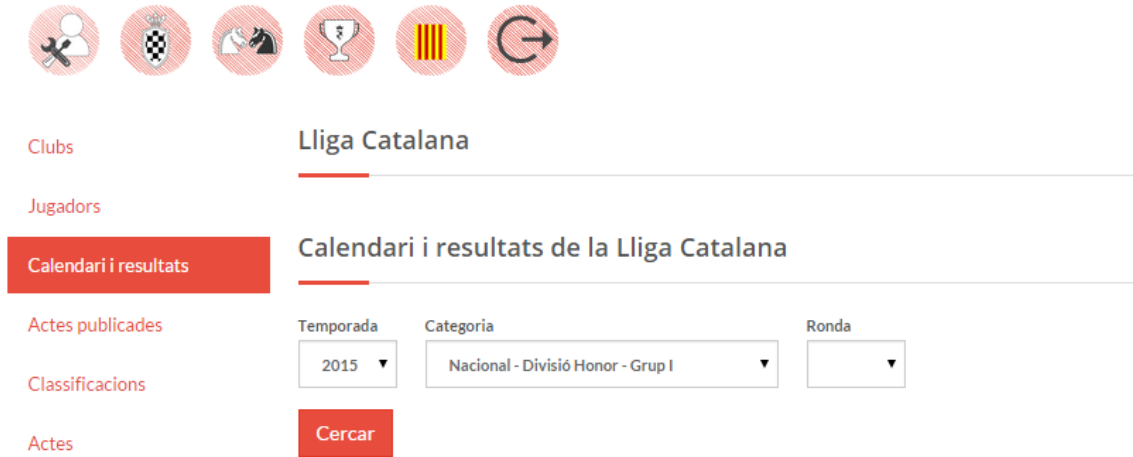 Clubs
Jugadors
Calendari i resultats
Actes publicades
Classificacions
Actes
Lliga Catalana
Calendari i resultats de la Lliga Catalana
Temporada Categoria Ronda
2015 Nacional - Divisió Honor - Grup I
Cercar